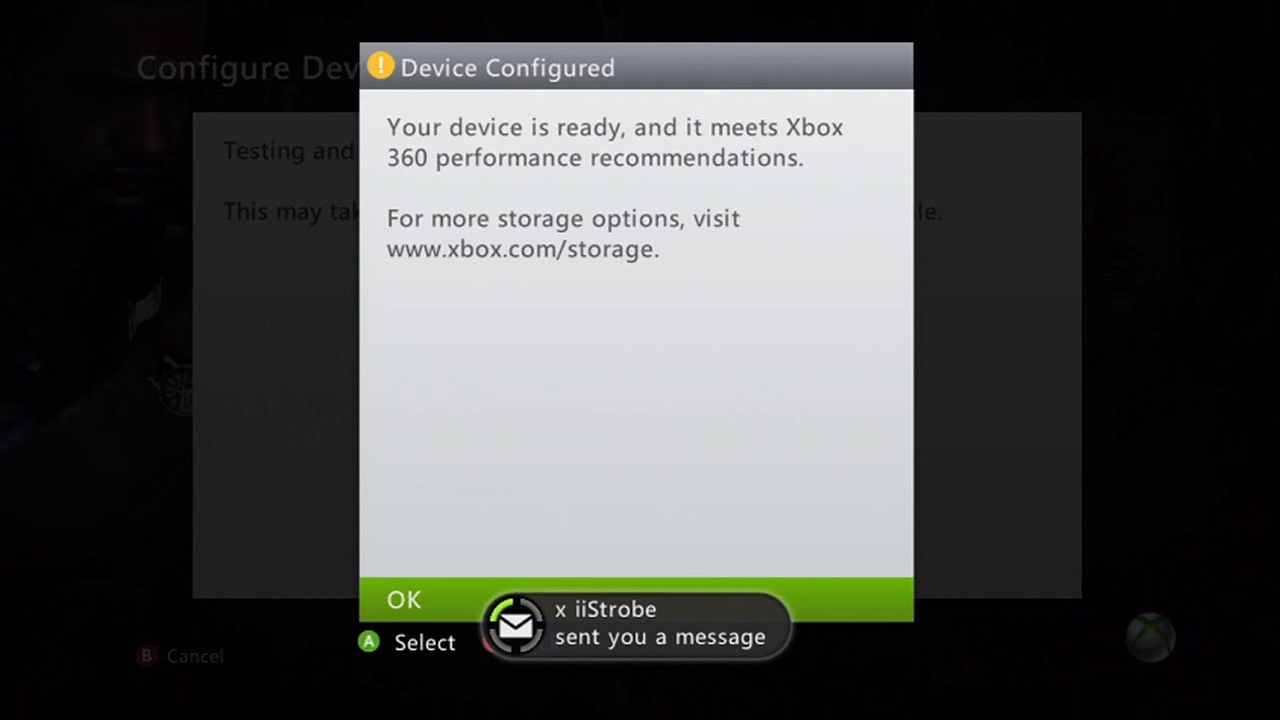 Configure Dev
Device Configured
Your device is ready, and it meets Xbox
360 performance recommendations.
For more storage options, visit
www.xbox.com/storage.
Testing and
This may tak
le.
OK
x iiStrobe
sent you a message
A Select
B Cancel